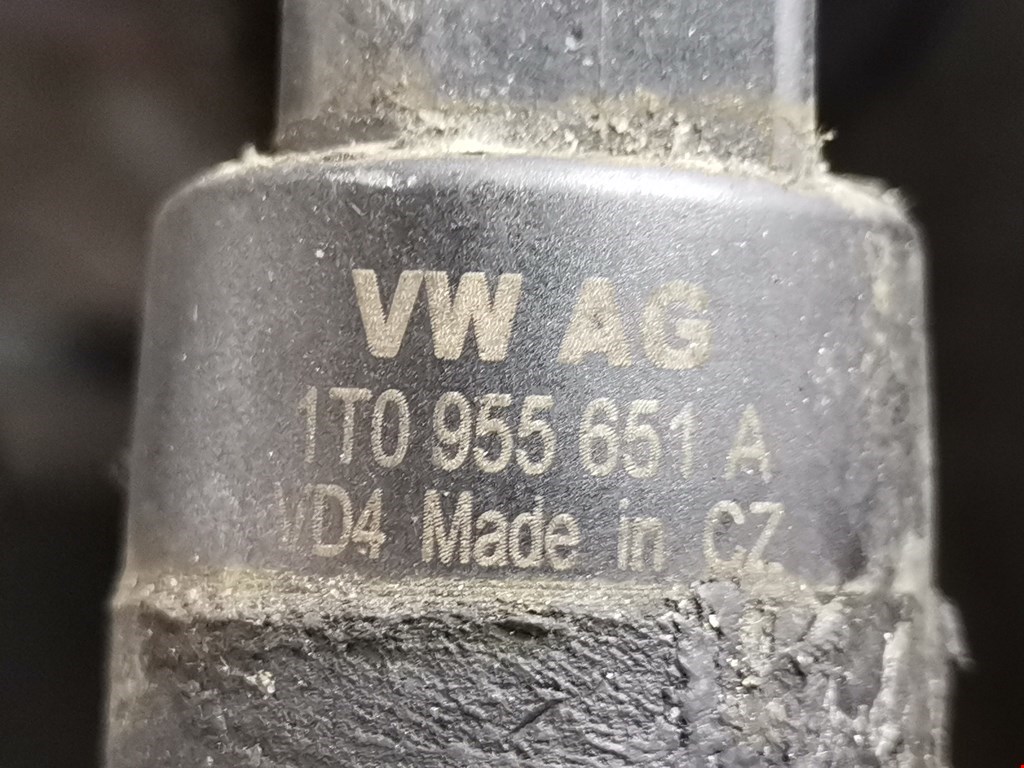 VW AG
1T0 955 651 A
VD4 Made in CZ